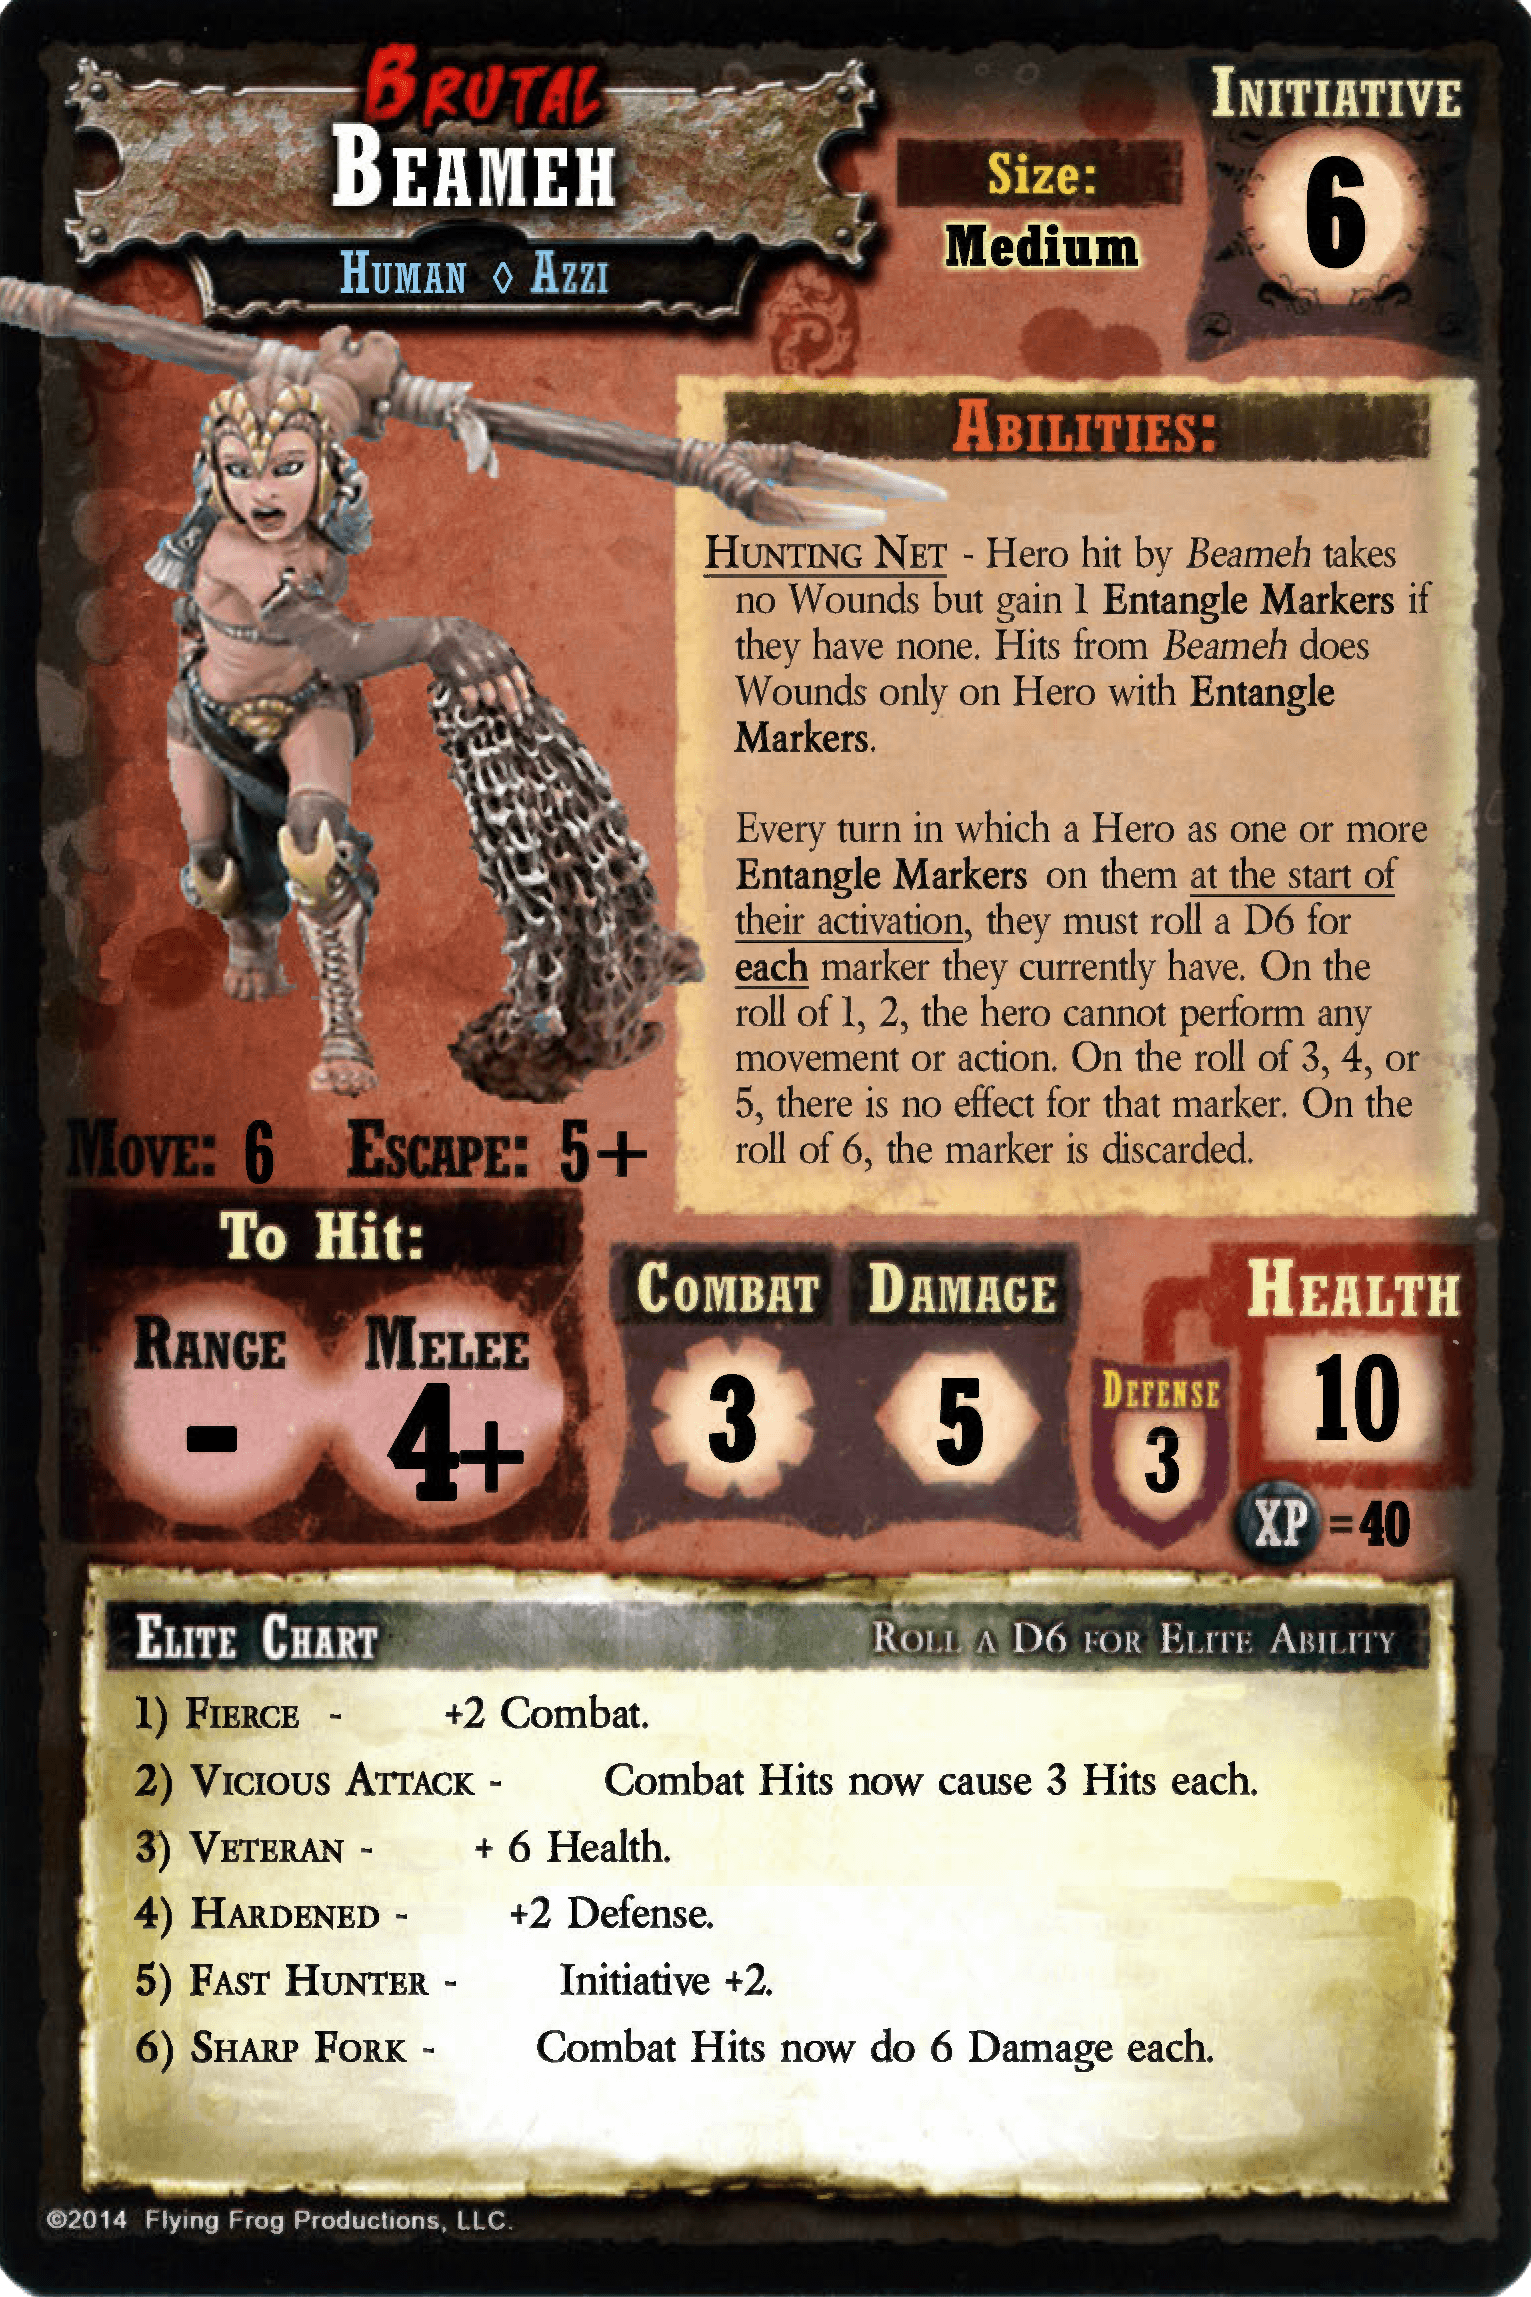 BRUTAL
BEAMEH
HUMAN ◊ AZZI
Size:
Medium
INITIATIVE
6
ABILITIES:
HUNTING NET - Hero hit by Beameh takes
no Wounds but gain 1 Entangle Markers if
they have none. Hits from Beameh does
Wounds only on Hero with Entangle
Markers.
Every turn in which a Hero as one or more
Entangle Markers on them at the start of
their activation, they must roll a D6 for
each marker they currently have. On the
roll of 1, 2, the hero cannot perform any
movement or action. On the roll of 3, 4, or
5, there is no effect for that marker. On the
roll of 6, the marker is discarded.
MOVE: 6 ESCAPE: 5+
TO HIT:
RANGE MELEE
- 4+
COMBAT DAMAGE
3 5
DEFENSE
3
HEALTH
10
XP =40
ELITE CHART ROLL A D6 FOR ELITE ABILITY
1) FIERCE - +2 Combat.
2) VICIOUS ATTACK - Combat Hits now cause 3 Hits each.
3) VETERAN - + 6 Health.
4) HARDENED - +2 Defense.
5) FAST HUNTER - Initiative +2.
6) SHARP FORK - Combat Hits now do 6 Damage each.
©2014 Flying Frog Productions, LLC.